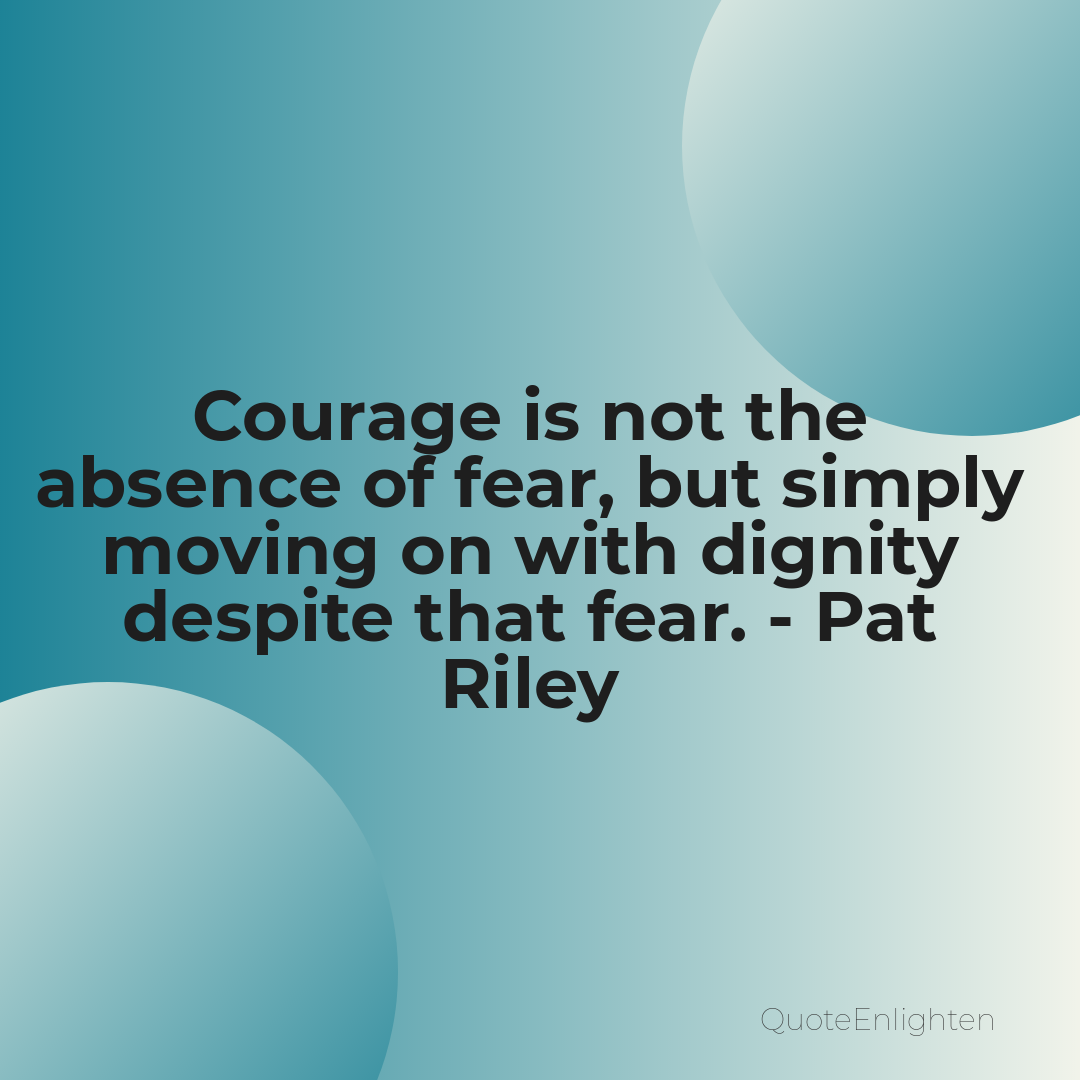 Courage is not the
absence of fear, but simply
moving on with dignity
despite that fear. - Pat
Riley
QuoteEnlighten